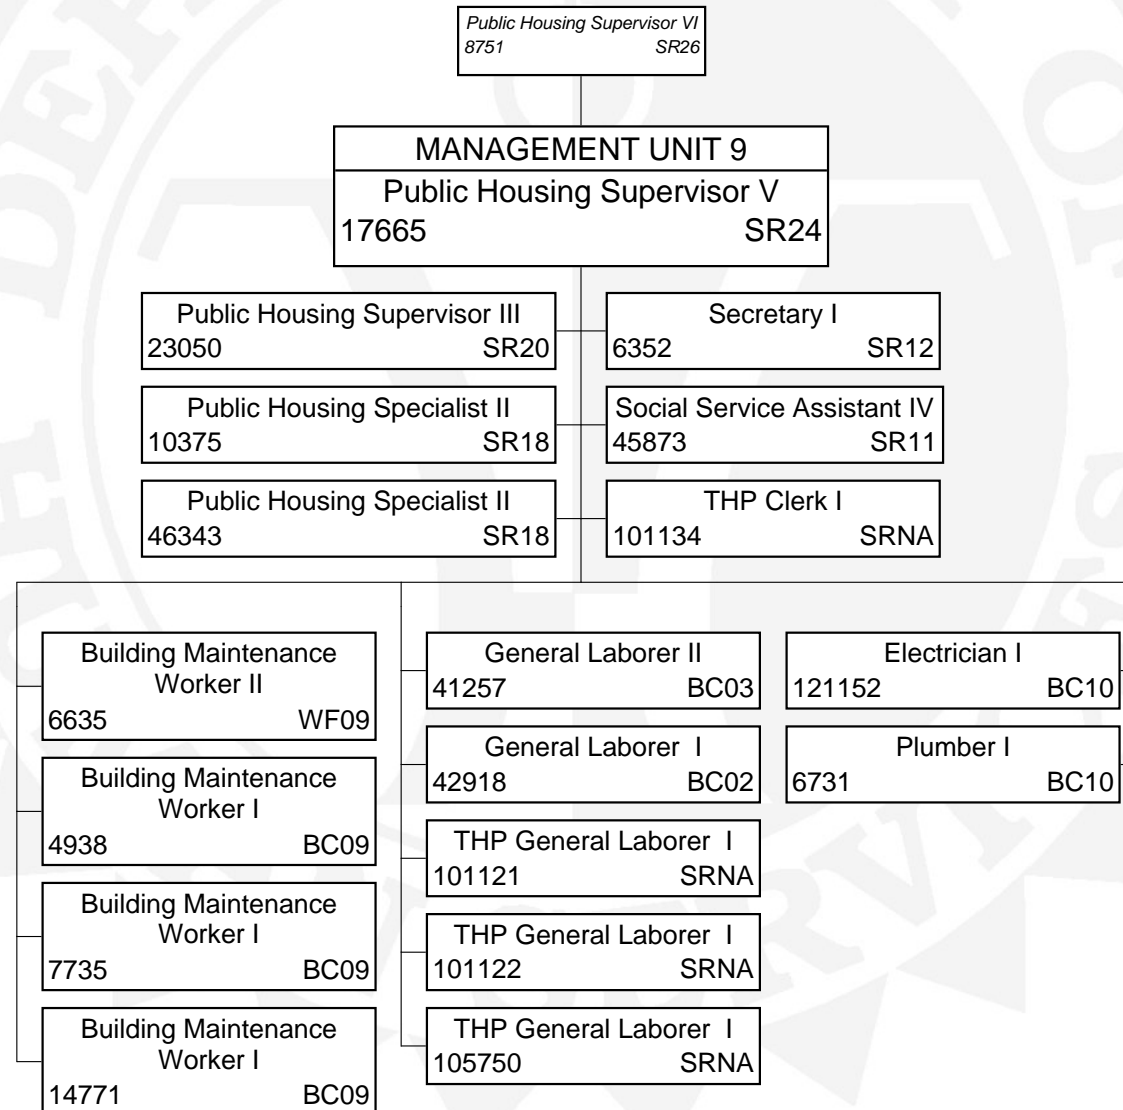 Public Housing Supervisor VI
8751 SR26
MANAGEMENT UNIT 9
Public Housing Supervisor V
17665 SR24
Public Housing Supervisor III
23050 SR20
Secretary I
6352 SR12
Public Housing Specialist II
10375 SR18
Social Service Assistant IV
45873 SR11
Public Housing Specialist II
46343 SR18
THP Clerk I
101134 SRNA
Building Maintenance
Worker II
6635 WF09
Building Maintenance
Worker I
4938 BC09
Building Maintenance
Worker I
7735 BC09
Building Maintenance
Worker I
14771 BC09
General Laborer II
41257 BC03
General Laborer I
42918 BC02
THP General Laborer I
101121 SRNA
THP General Laborer I
101122 SRNA
THP General Laborer I
105750 SRNA
Electrician I
121152 BC10
Plumber I
6731 BC10